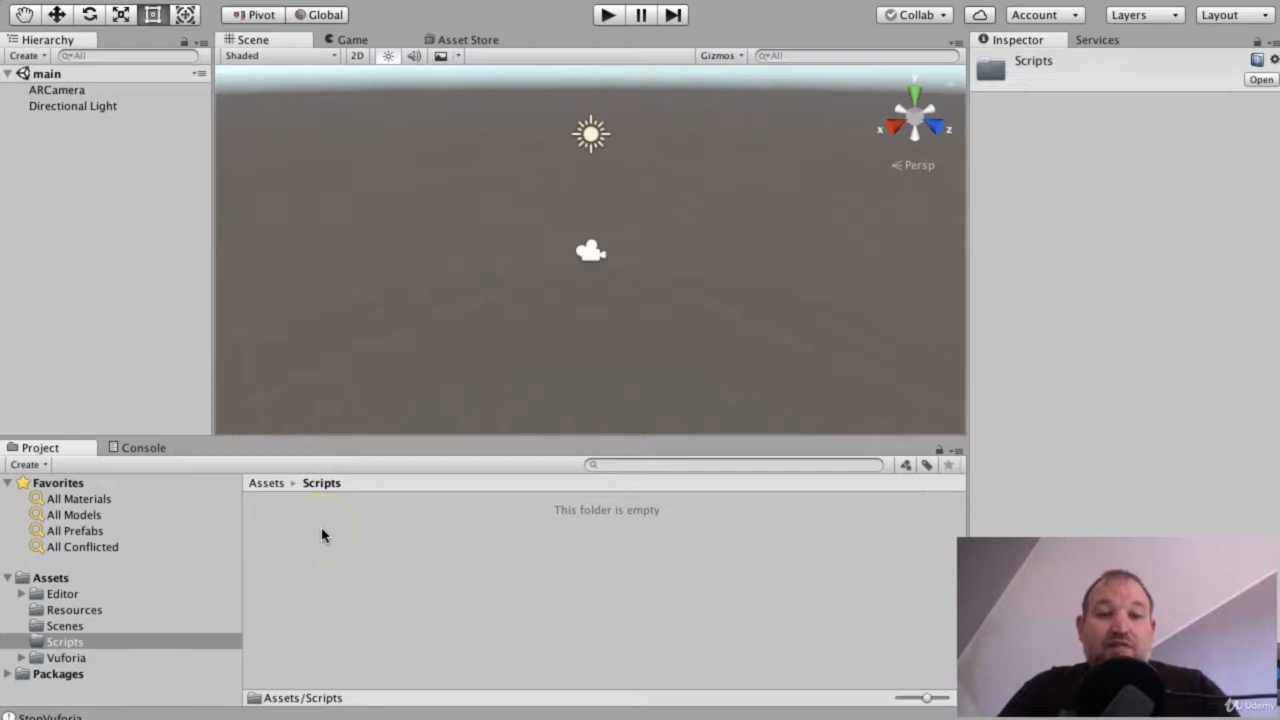 Pivot Global Collab Account Layers Layout
Hierarchy Scene Game Asset Store Inspector Services
Create All Shaded 2D Gizmos All Scripts
main Open
ARCamera
Directional Light
y
x z
Persp
Project Console
Create
Favorites Assets Scripts
All Materials
All Models This folder is empty
All Prefabs
All Conflicted
Assets
Editor
Resources
Scenes
Scripts
Vuforia
Packages
Assets/Scripts
StopVuforia
Udemy